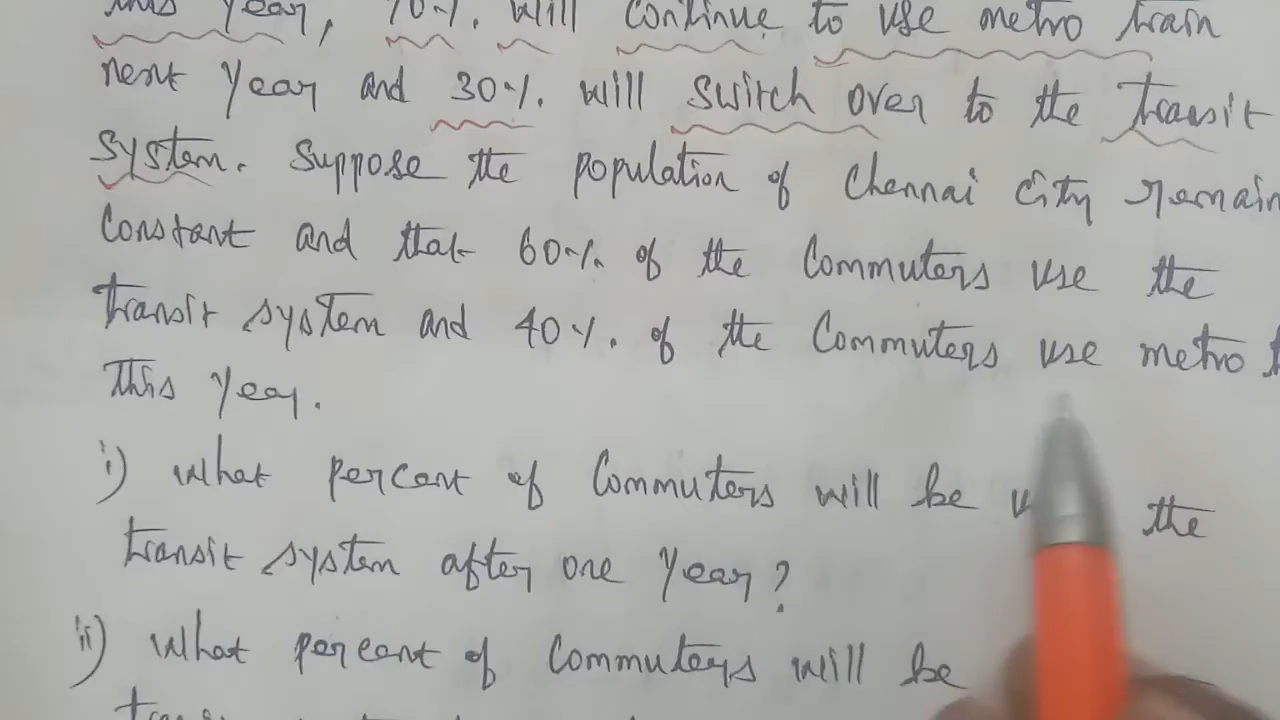 this year, 70%. will continue to use metro train
next year and 30%. will switch over to the transit
system. Suppose the population of Chennai City remain
constant and that 60%. of the commuters use the
transit system and 40%. of the commuters use metro
this year.
i) What percent of commuters will be the
transit system after one year?
ii) What percent of commuters will be